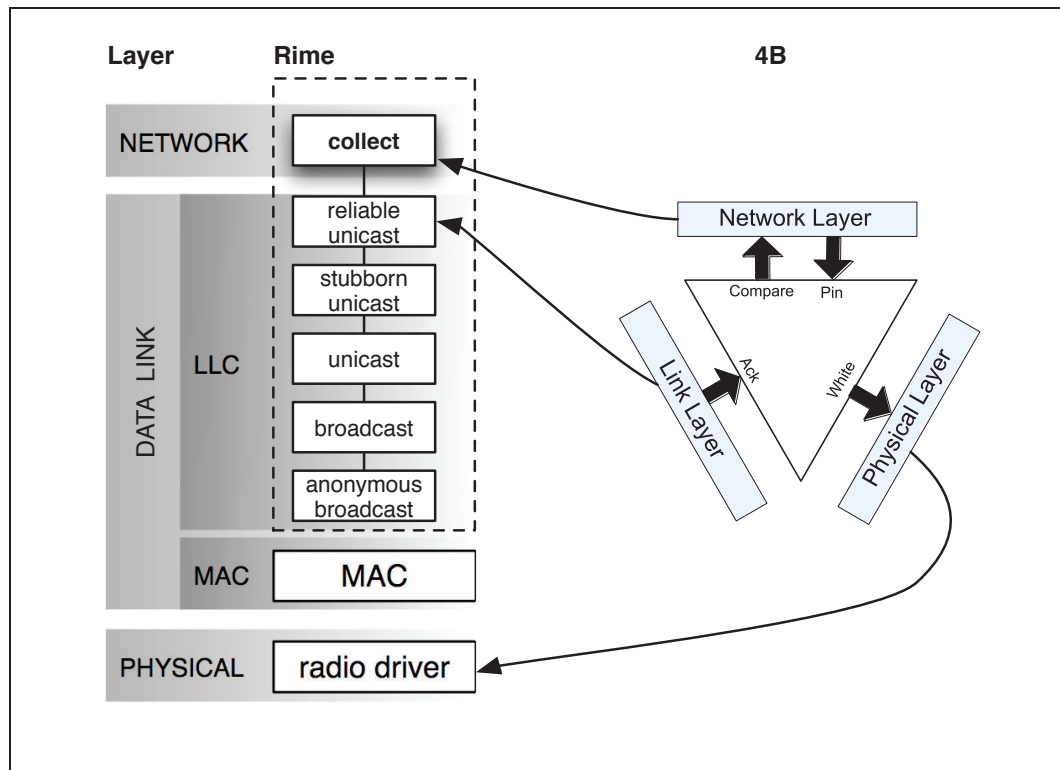 Layer
Rime
4B
NETWORK
collect
DATA LINK
LLC
reliable
unicast
stubborn
unicast
unicast
broadcast
anonymous
broadcast
MAC
MAC
PHYSICAL
radio driver
Network Layer
Compare
Pin
Link Layer
Ack
White
Physical Layer